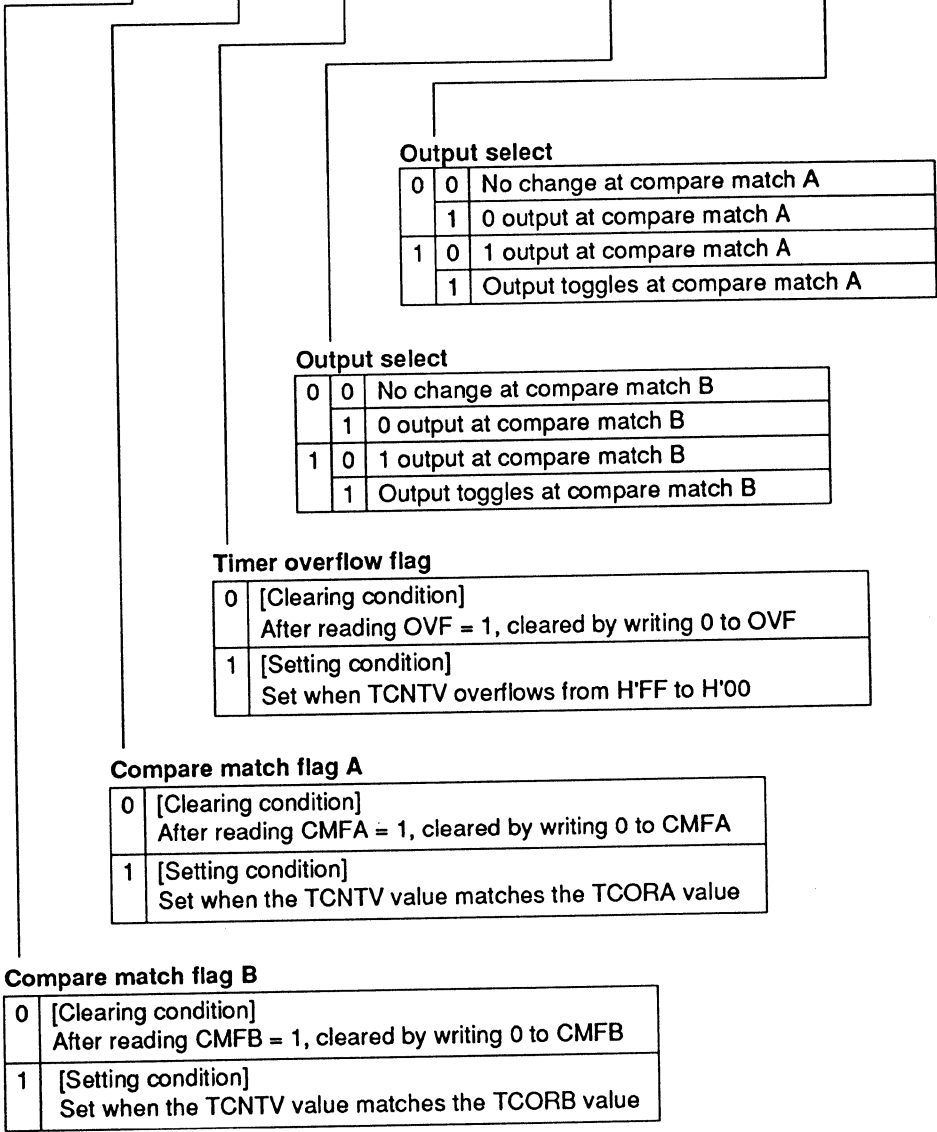 Output select
0 0 No change at compare match A
1 0 output at compare match A
1 0 1 output at compare match A
1 Output toggles at compare match A
Output select
0 0 No change at compare match B
1 0 output at compare match B
1 0 1 output at compare match B
1 Output toggles at compare match B
Timer overflow flag
0 [Clearing condition]
After reading OVF = 1, cleared by writing 0 to OVF
1 [Setting condition]
Set when TCNTV overflows from H'FF to H'00
Compare match flag A
0 [Clearing condition]
After reading CMFA = 1, cleared by writing 0 to CMFA
1 [Setting condition]
Set when the TCNTV value matches the TCORA value
Compare match flag B
0 [Clearing condition]
After reading CMFB = 1, cleared by writing 0 to CMFB
1 [Setting condition]
Set when the TCNTV value matches the TCORB value